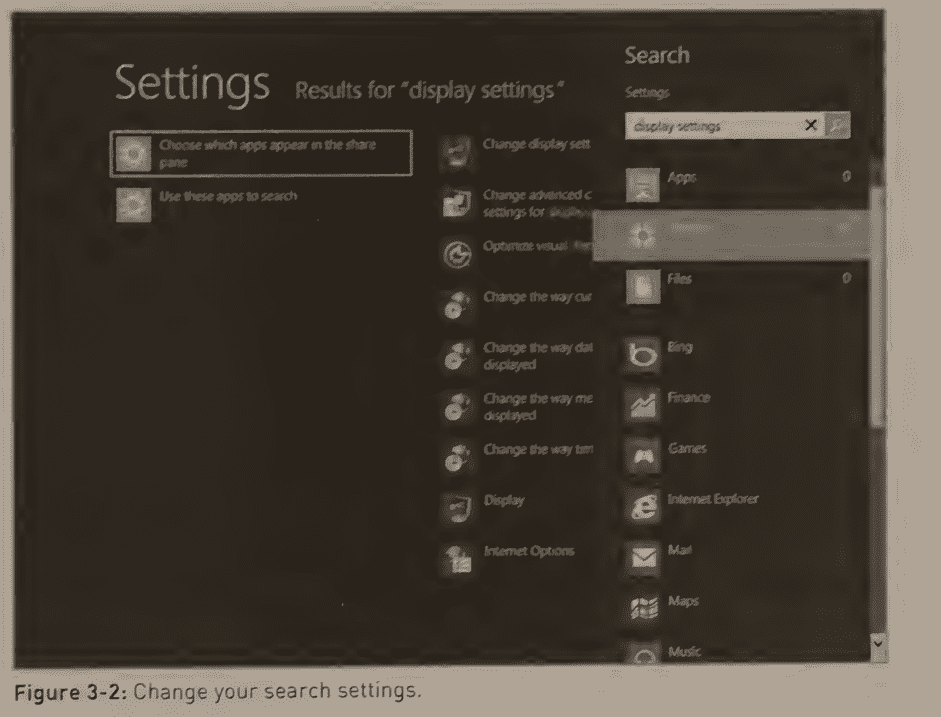 Settings Results for "display settings"
Choose which apps appear in the share
pane
Use these apps to search
Change display sett
Change advanced c
settings for
Optimize visual
Change the way cur
Change the way dat
displayed
Change the way me
displayed
Change the way tim
Display
Internet Options
Search
Settings
display settings
Apps 0
Files 0
Bing
Finance
Games
Internet Explorer
Mail
Maps
Music
Figure 3-2: Change your search settings.